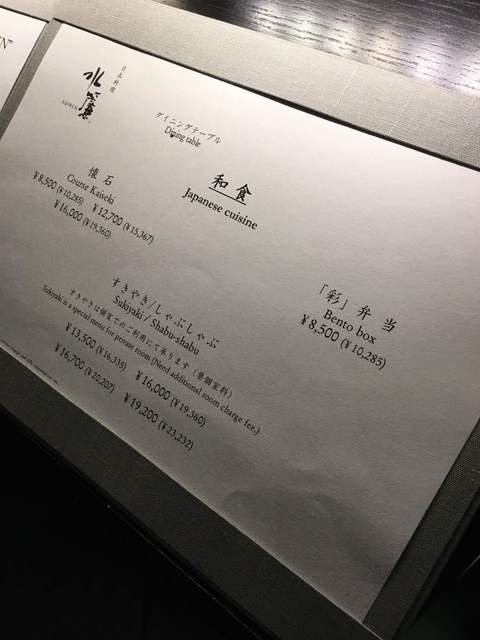 N"
日本料理
水簾
SUIREN
ダイニングテーブル
Dining table
和食
Japanese cuisine
懐石
Course Kaiseki
¥8,500 (¥10,285) ¥12,700 (¥15,367)
¥16,000 (¥19,360)
「彩」弁当
Bento box
¥8,500 (¥10,285)
すきやき/しゃぶしゃぶ
Sukiyaki / Shabu-shabu
すきやきは個室でのご利用にて承ります(要個室料)
Sukiyaki is a special menu for private room (Need additional room charge fee.)
¥13,500 (¥16,335) ¥16,000 (¥19,360)
¥16,700 (¥20,207) ¥19,200 (¥23,232)